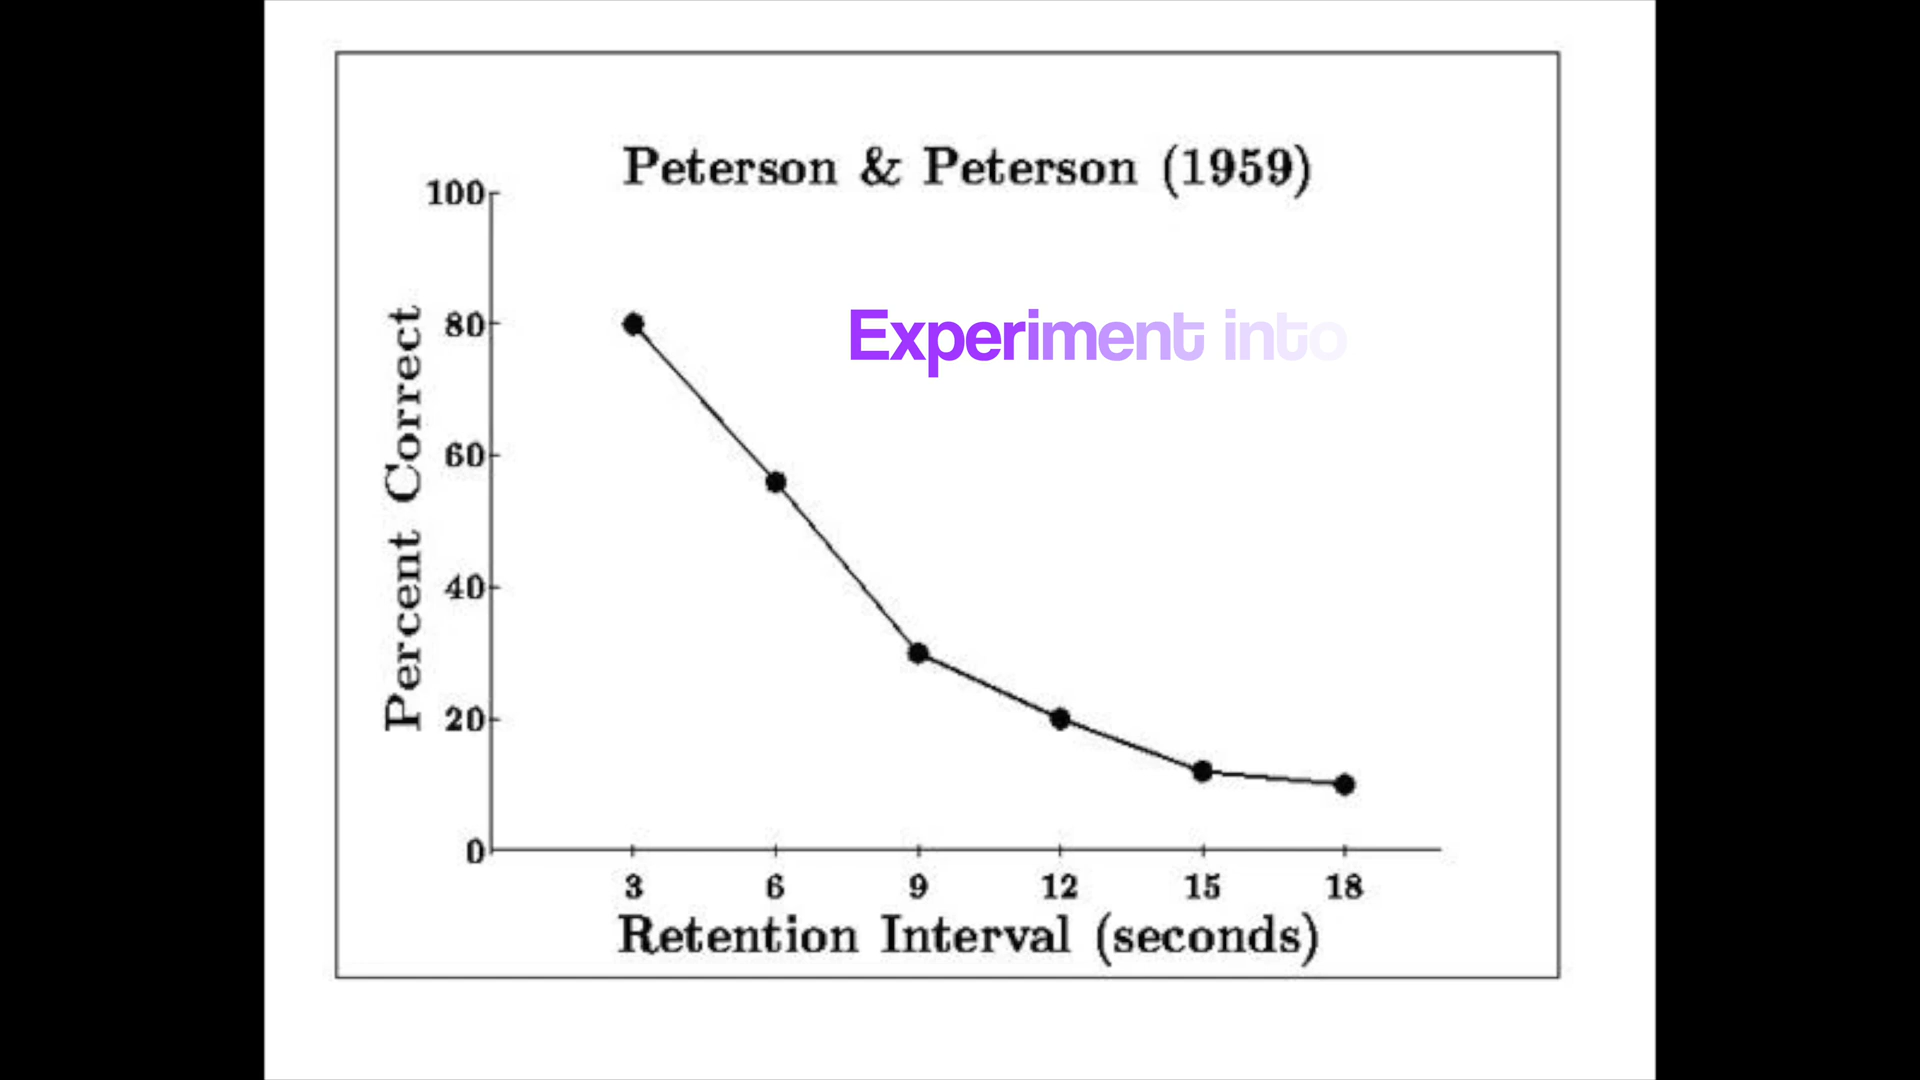 Peterson & Peterson (1959)
100
80
60
40
20
0
Percent Correct
Experiment into
3 6 9 12 15 18
Retention Interval (seconds)